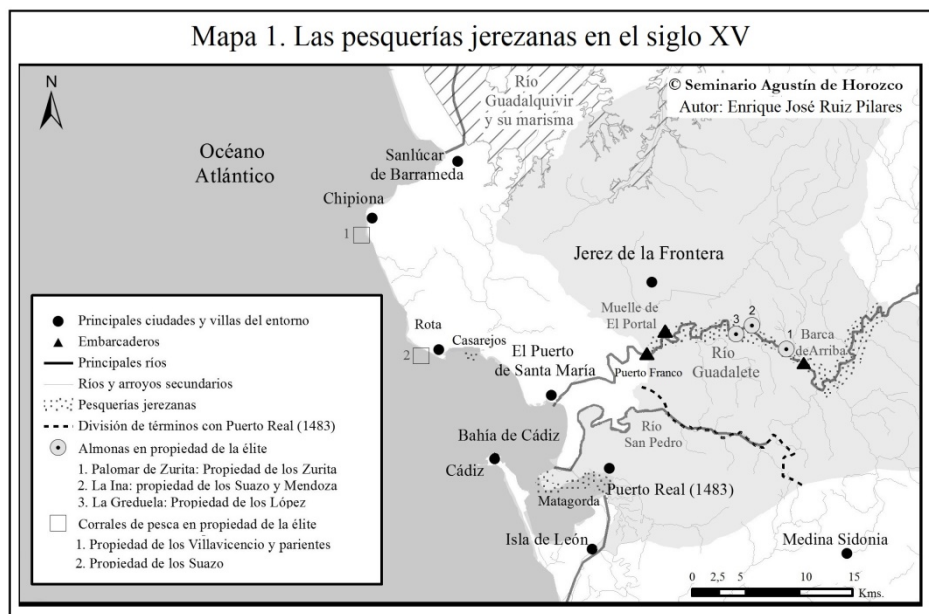 Mapa 1. Las pesquerías jerezanas en el siglo XV
N
Océano
Atlántico
Río
Guadalquivir
y su marisma
© Seminario Agustín de Horozco
Autor: Enrique José Ruiz Pilares
Sanlúcar
de Barrameda
Chipiona
1
Jerez de la Frontera
Muelle de
El Portal
3
2
1
Barca
de Arriba
Río
Guadalete
Puerto Franco
Rota
2
Casarejos
El Puerto
de Santa María
Río
San Pedro
Bahía de Cádiz
Cádiz
Matagorda
Puerto Real (1483)
Isla de León
Medina Sidonia
Principales ciudades y villas del entorno
Embarcaderos
Principales ríos
Ríos y arroyos secundarios
Pesquerías jerezanas
División de términos con Puerto Real (1483)
Almonas en propiedad de la élite
1. Palomar de Zurita: Propiedad de los Zurita
2. La Ina: propiedad de los Suazo y Mendoza
3. La Greduela: Propiedad de los López
Corrales de pesca en propiedad de la élite
1. Propiedad de los Villavicencio y parientes
2. Propiedad de los Suazo
0 2,5 5 10 15
Kms.